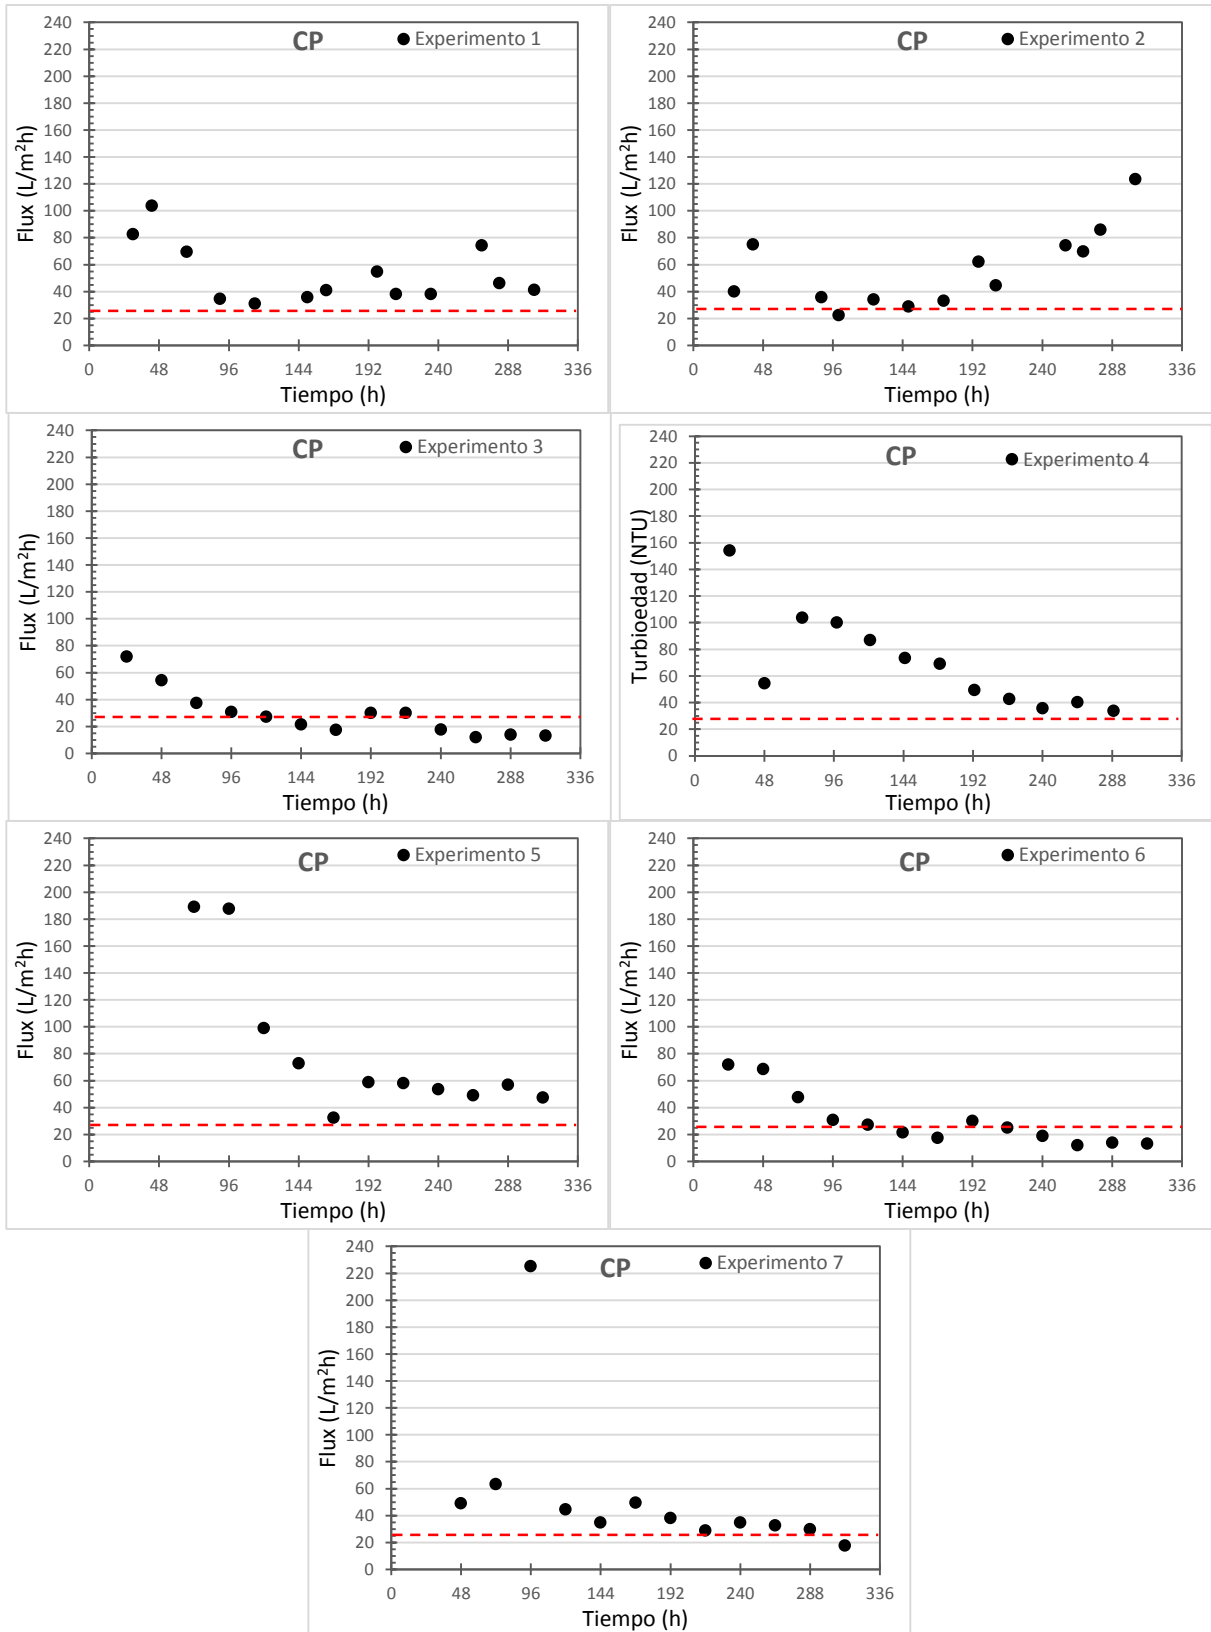 CP
Experimento 1
Flux (L/m²h)
240
220
200
180
160
140
120
100
80
60
40
20
0
0 48 96 144 192 240 288 336
Tiempo (h)
CP
Experimento 2
Flux (L/m²h)
240
220
200
180
160
140
120
100
80
60
40
20
0
0 48 96 144 192 240 288 336
Tiempo (h)
CP
Experimento 3
Flux (L/m²h)
240
220
200
180
160
140
120
100
80
60
40
20
0
0 48 96 144 192 240 288 336
Tiempo (h)
CP
Experimento 4
Turbioedad (NTU)
240
220
200
180
160
140
120
100
80
60
40
20
0
0 48 96 144 192 240 288 336
Tiempo (h)
CP
Experimento 5
Flux (L/m²h)
240
220
200
180
160
140
120
100
80
60
40
20
0
0 48 96 144 192 240 288 336
Tiempo (h)
CP
Experimento 6
Flux (L/m²h)
240
220
200
180
160
140
120
100
80
60
40
20
0
0 48 96 144 192 240 288 336
Tiempo (h)
CP
Experimento 7
Flux (L/m²h)
240
220
200
180
160
140
120
100
80
60
40
20
0
0 48 96 144 192 240 288 336
Tiempo (h)